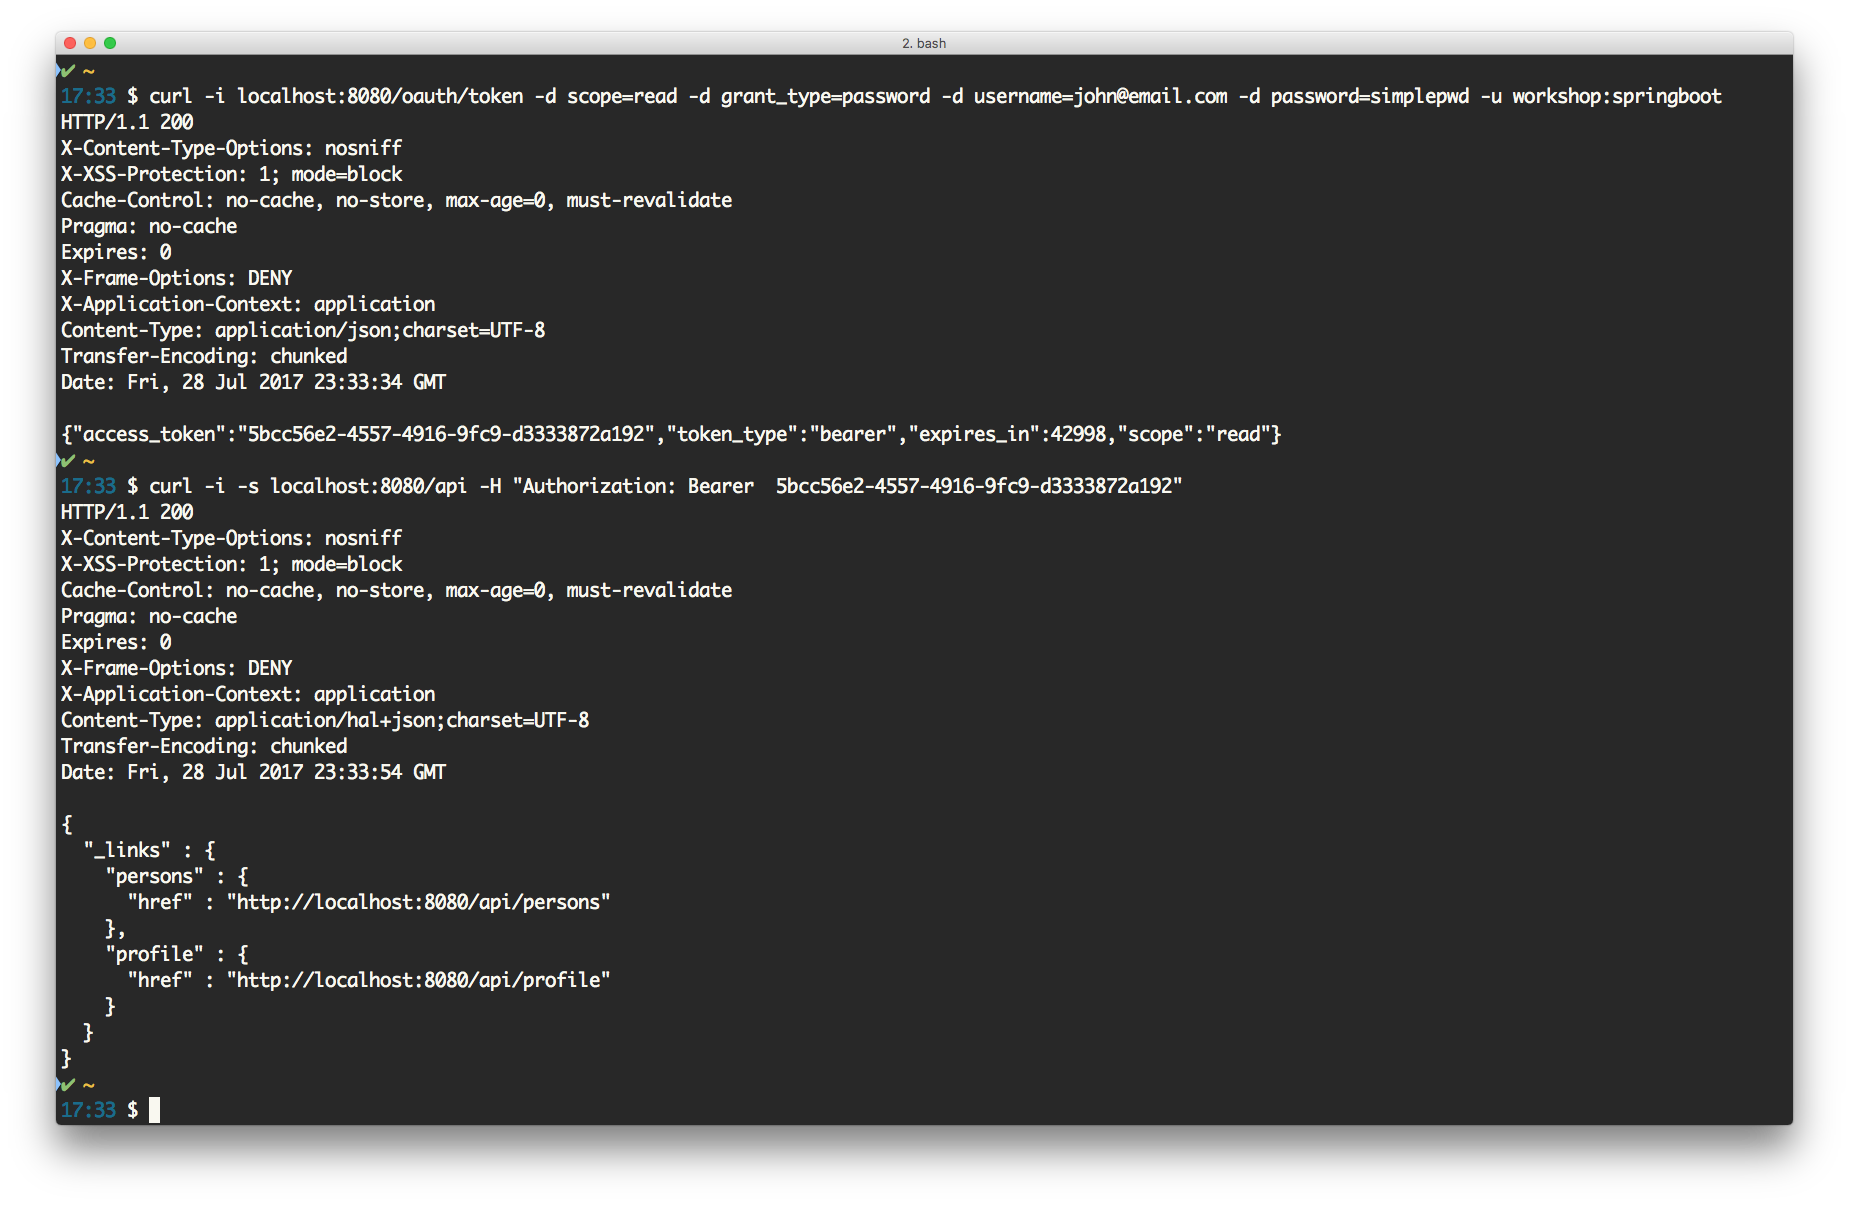 2. bash
✔ ~
17:33 $ curl -i localhost:8080/oauth/token -d scope=read -d grant_type=password -d username=john@email.com -d password=simplepwd -u workshop:springboot
HTTP/1.1 200
X-Content-Type-Options: nosniff
X-XSS-Protection: 1; mode=block
Cache-Control: no-cache, no-store, max-age=0, must-revalidate
Pragma: no-cache
Expires: 0
X-Frame-Options: DENY
X-Application-Context: application
Content-Type: application/json;charset=UTF-8
Transfer-Encoding: chunked
Date: Fri, 28 Jul 2017 23:33:34 GMT

{"access_token":"5bcc56e2-4557-4916-9fc9-d3333872a192","token_type":"bearer","expires_in":42998,"scope":"read"}
✔ ~
17:33 $ curl -i -s localhost:8080/api -H "Authorization: Bearer  5bcc56e2-4557-4916-9fc9-d3333872a192"
HTTP/1.1 200
X-Content-Type-Options: nosniff
X-XSS-Protection: 1; mode=block
Cache-Control: no-cache, no-store, max-age=0, must-revalidate
Pragma: no-cache
Expires: 0
X-Frame-Options: DENY
X-Application-Context: application
Content-Type: application/hal+json;charset=UTF-8
Transfer-Encoding: chunked
Date: Fri, 28 Jul 2017 23:33:54 GMT

{
  "_links" : {
    "persons" : {
      "href" : "http://localhost:8080/api/persons"
    },
    "profile" : {
      "href" : "http://localhost:8080/api/profile"
    }
  }
}
✔ ~
17:33 $